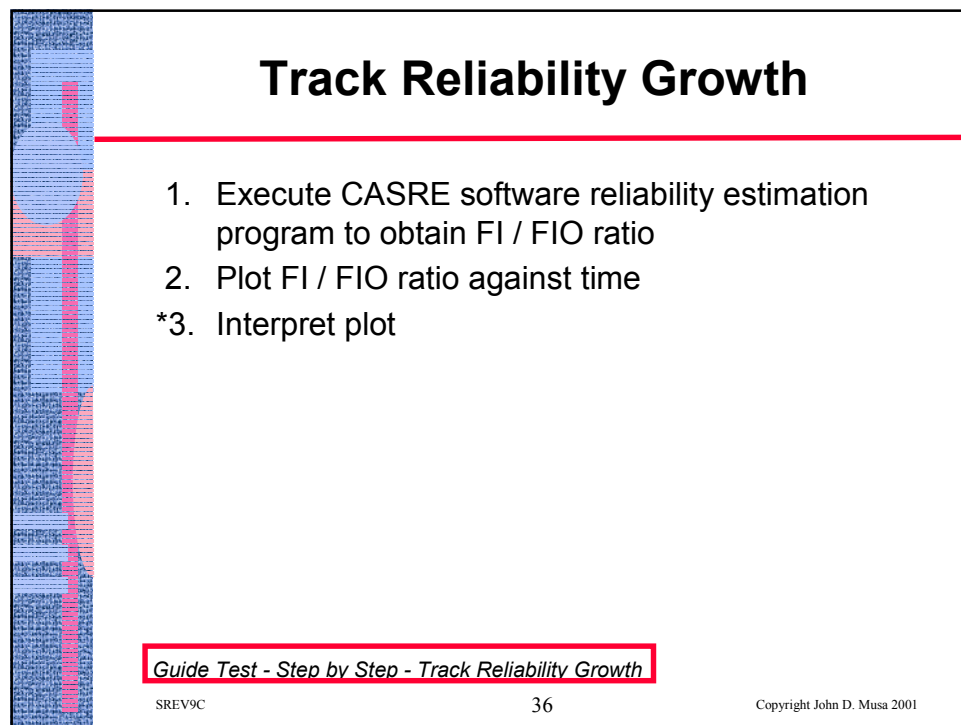 Track Reliability Growth
1. Execute CASRE software reliability estimation
program to obtain FI / FIO ratio
2. Plot FI / FIO ratio against time
*3. Interpret plot
Guide Test - Step by Step - Track Reliability Growth
SREV9C 36 Copyright John D. Musa 2001